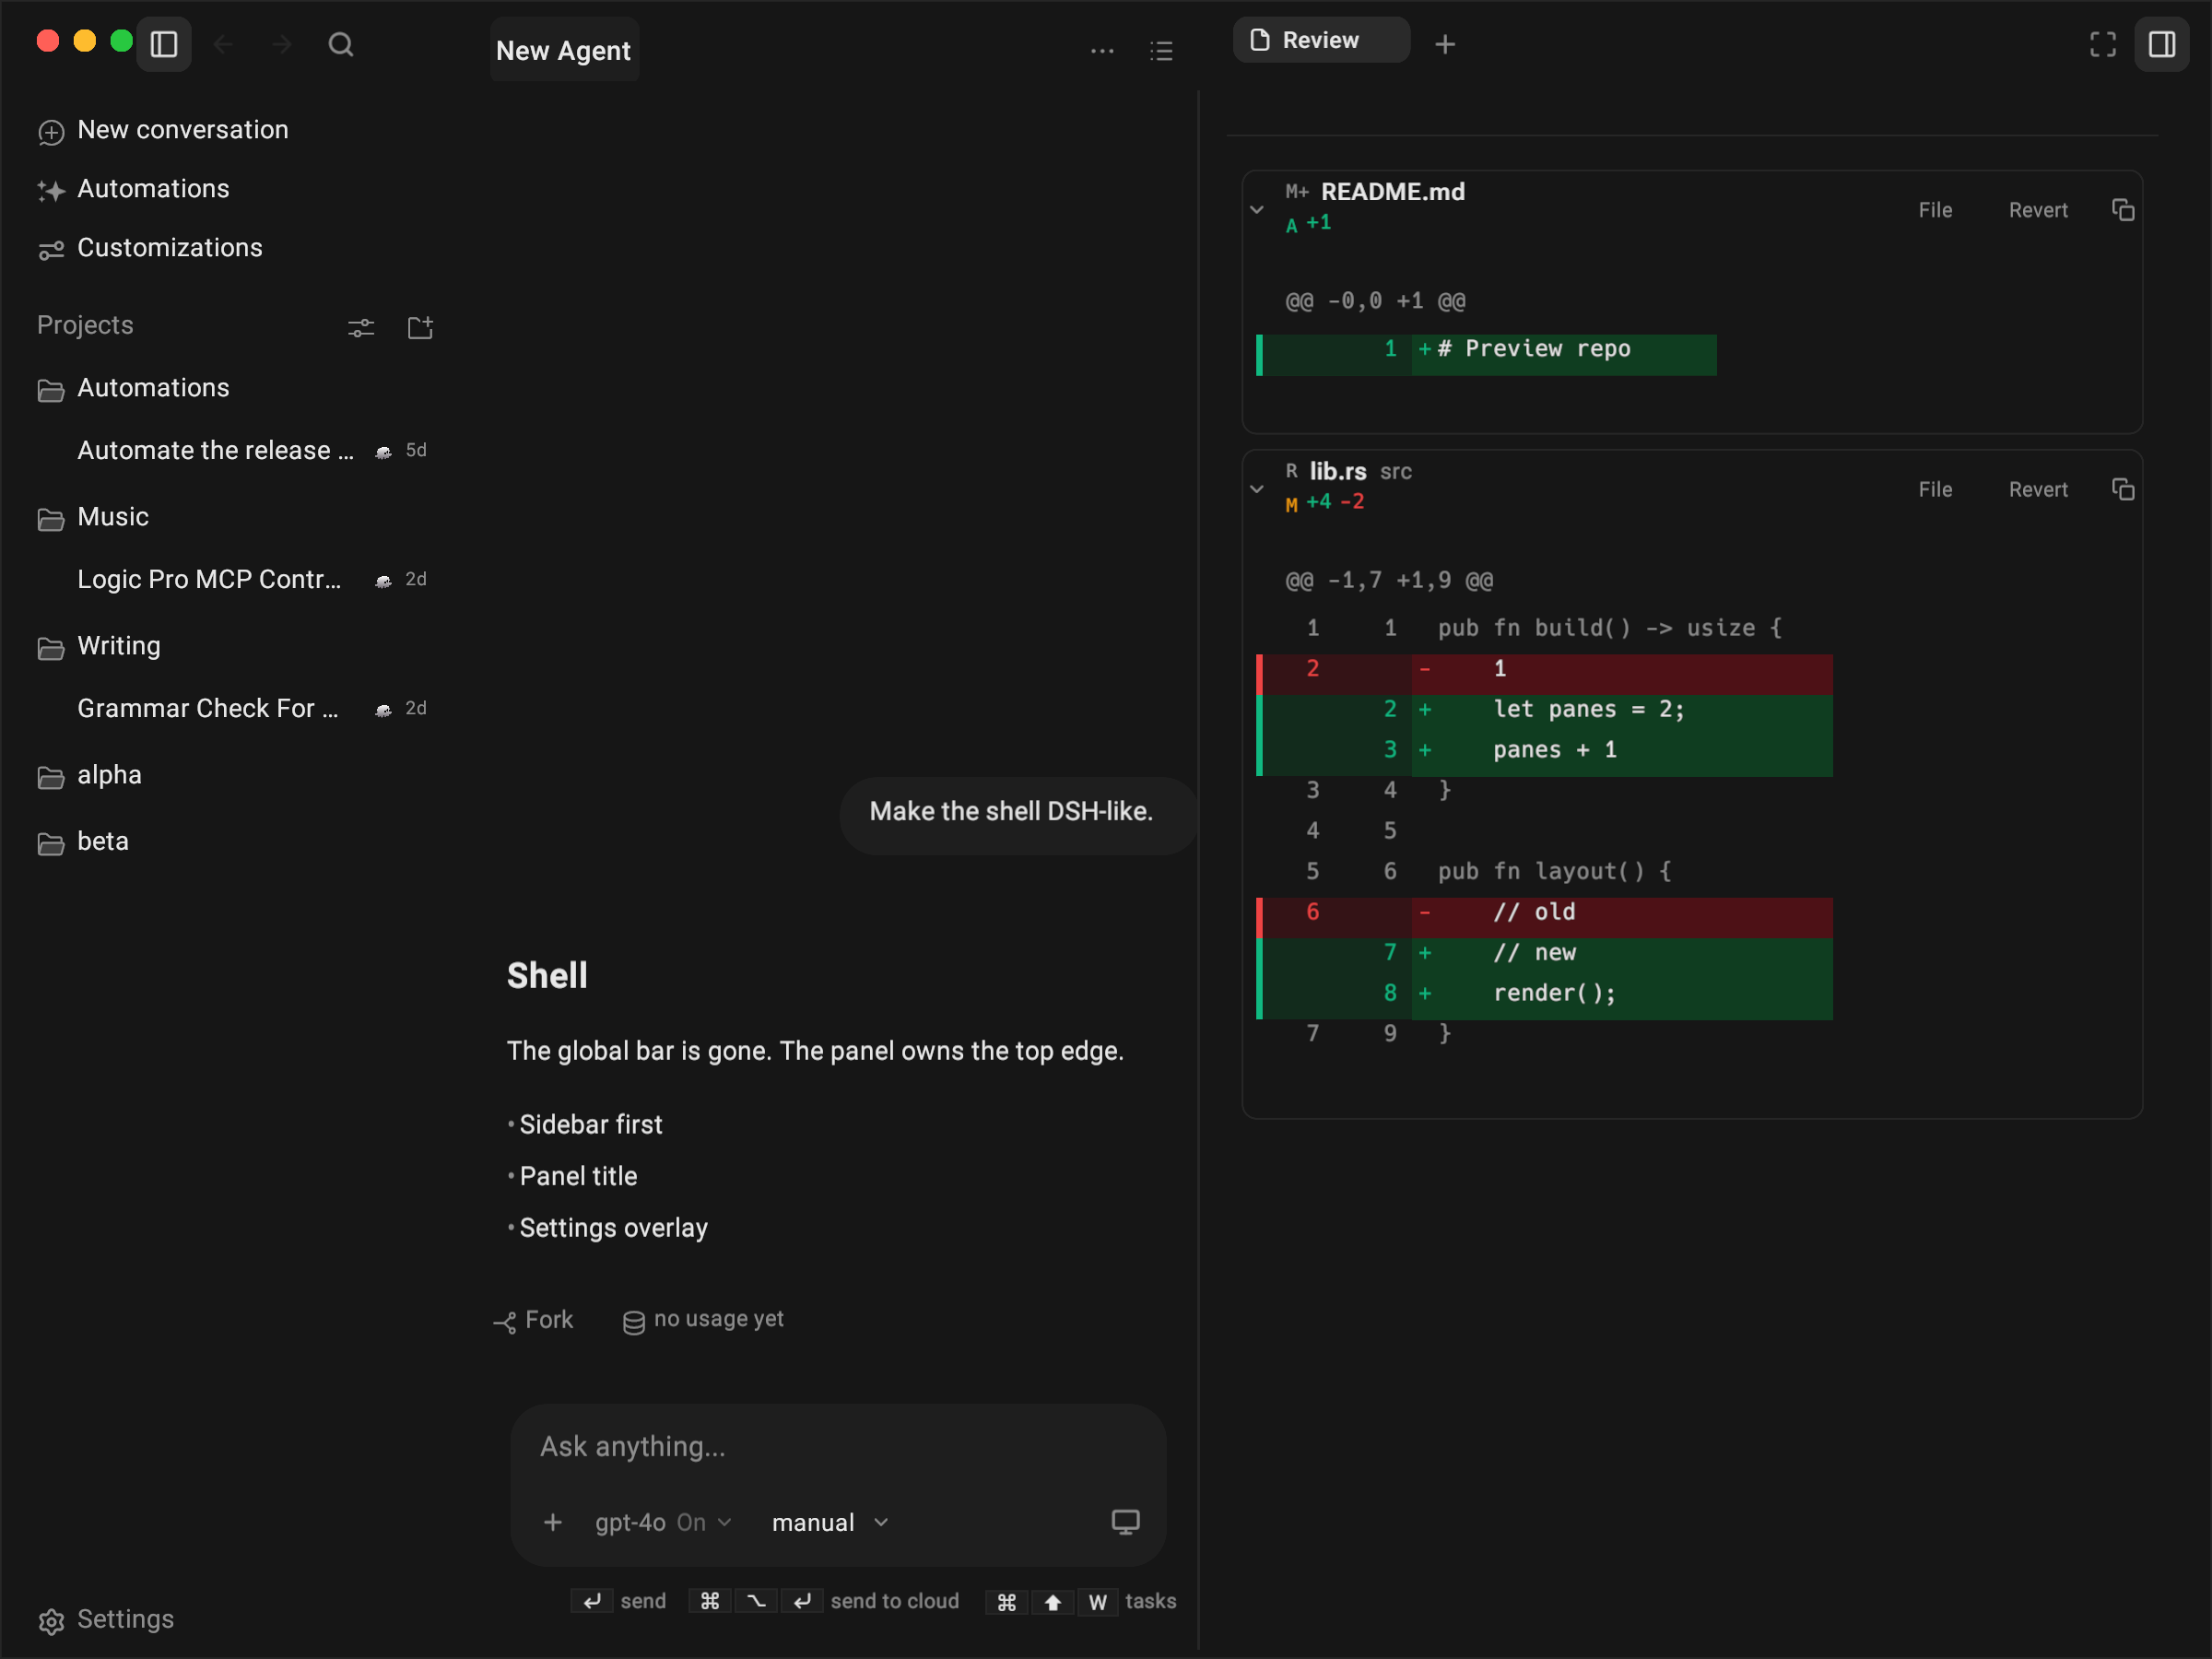 New Agent
Review
New conversation
Automations
Customizations
Projects
Automations
Automate the release ... 5d
Music
Logic Pro MCP Contr... 2d
Writing
Grammar Check For ... 2d
alpha
beta
Settings
Make the shell DSH-like.
Shell
The global bar is gone. The panel owns the top edge.
• Sidebar first
• Panel title
• Settings overlay
Fork no usage yet
Ask anything...
+ gpt-4o On manual
↵ send ⌘ ⌥ ↵ send to cloud ⌘ ⬆ W tasks
M+ README.md
A +1
File Revert
@@ -0,0 +1 @@
1 +# Preview repo
R lib.rs src
M +4 -2
File Revert
@@ -1,7 +1,9 @@
1 1 pub fn build() -> usize {
2 - 1
2 + let panes = 2;
3 + panes + 1
3 4 }
4 5
5 6 pub fn layout() {
6 - // old
7 + // new
8 + render();
7 9 }